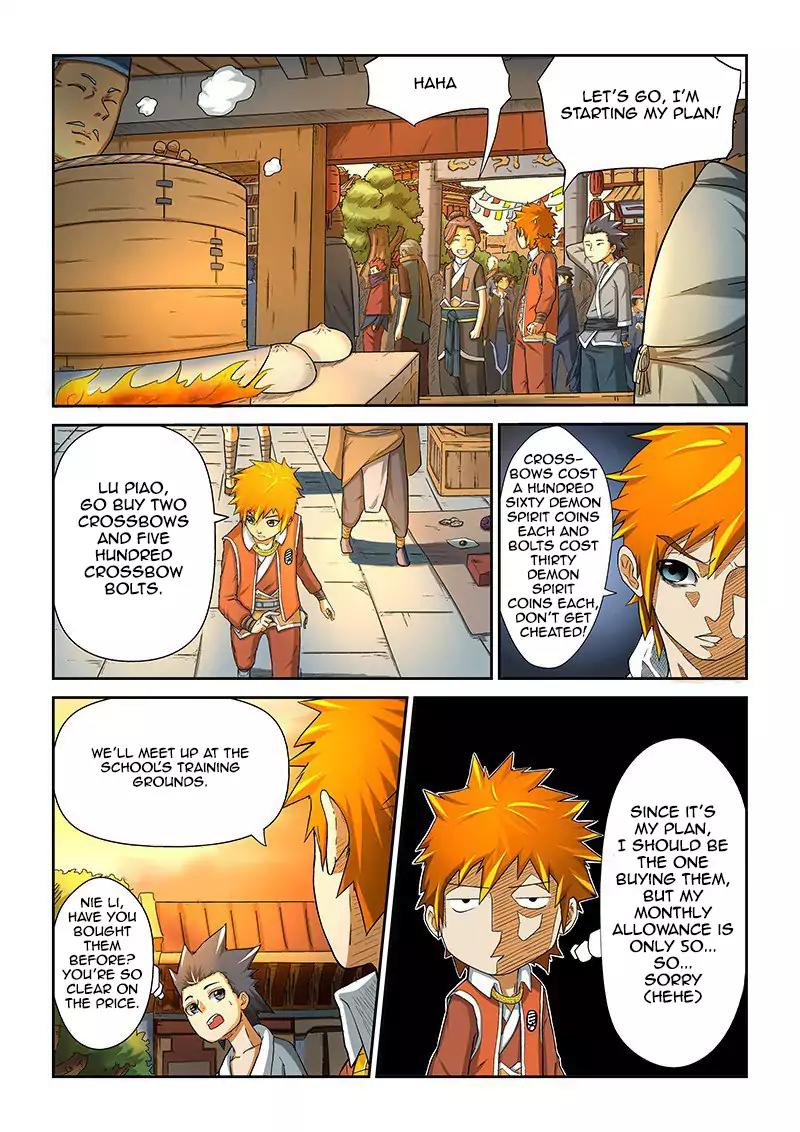 HAHA
LET'S GO, I'M
STARTING MY PLAN!
LU PIAO,
GO BUY TWO
CROSSBOWS
AND FIVE
HUNDRED
CROSSBOW
BOLTS.
CROSS-
BOWS COST
A HUNDRED
SIXTY DEMON
SPIRIT COINS
EACH AND
BOLTS COST
THIRTY
DEMON
SPIRIT
COINS EACH,
DON'T GET
CHEATED!
WE'LL MEET UP AT THE
SCHOOL'S TRAINING
GROUNDS.
NIE LI,
HAVE YOU
BOUGHT
THEM
BEFORE?
YOU'RE SO
CLEAR ON
THE PRICE.
SINCE IT'S
MY PLAN,
I SHOULD BE
THE ONE
BUYING THEM,
BUT MY
MONTHLY
ALLOWANCE IS
ONLY 50...
SO...
SORRY
(HEHE)